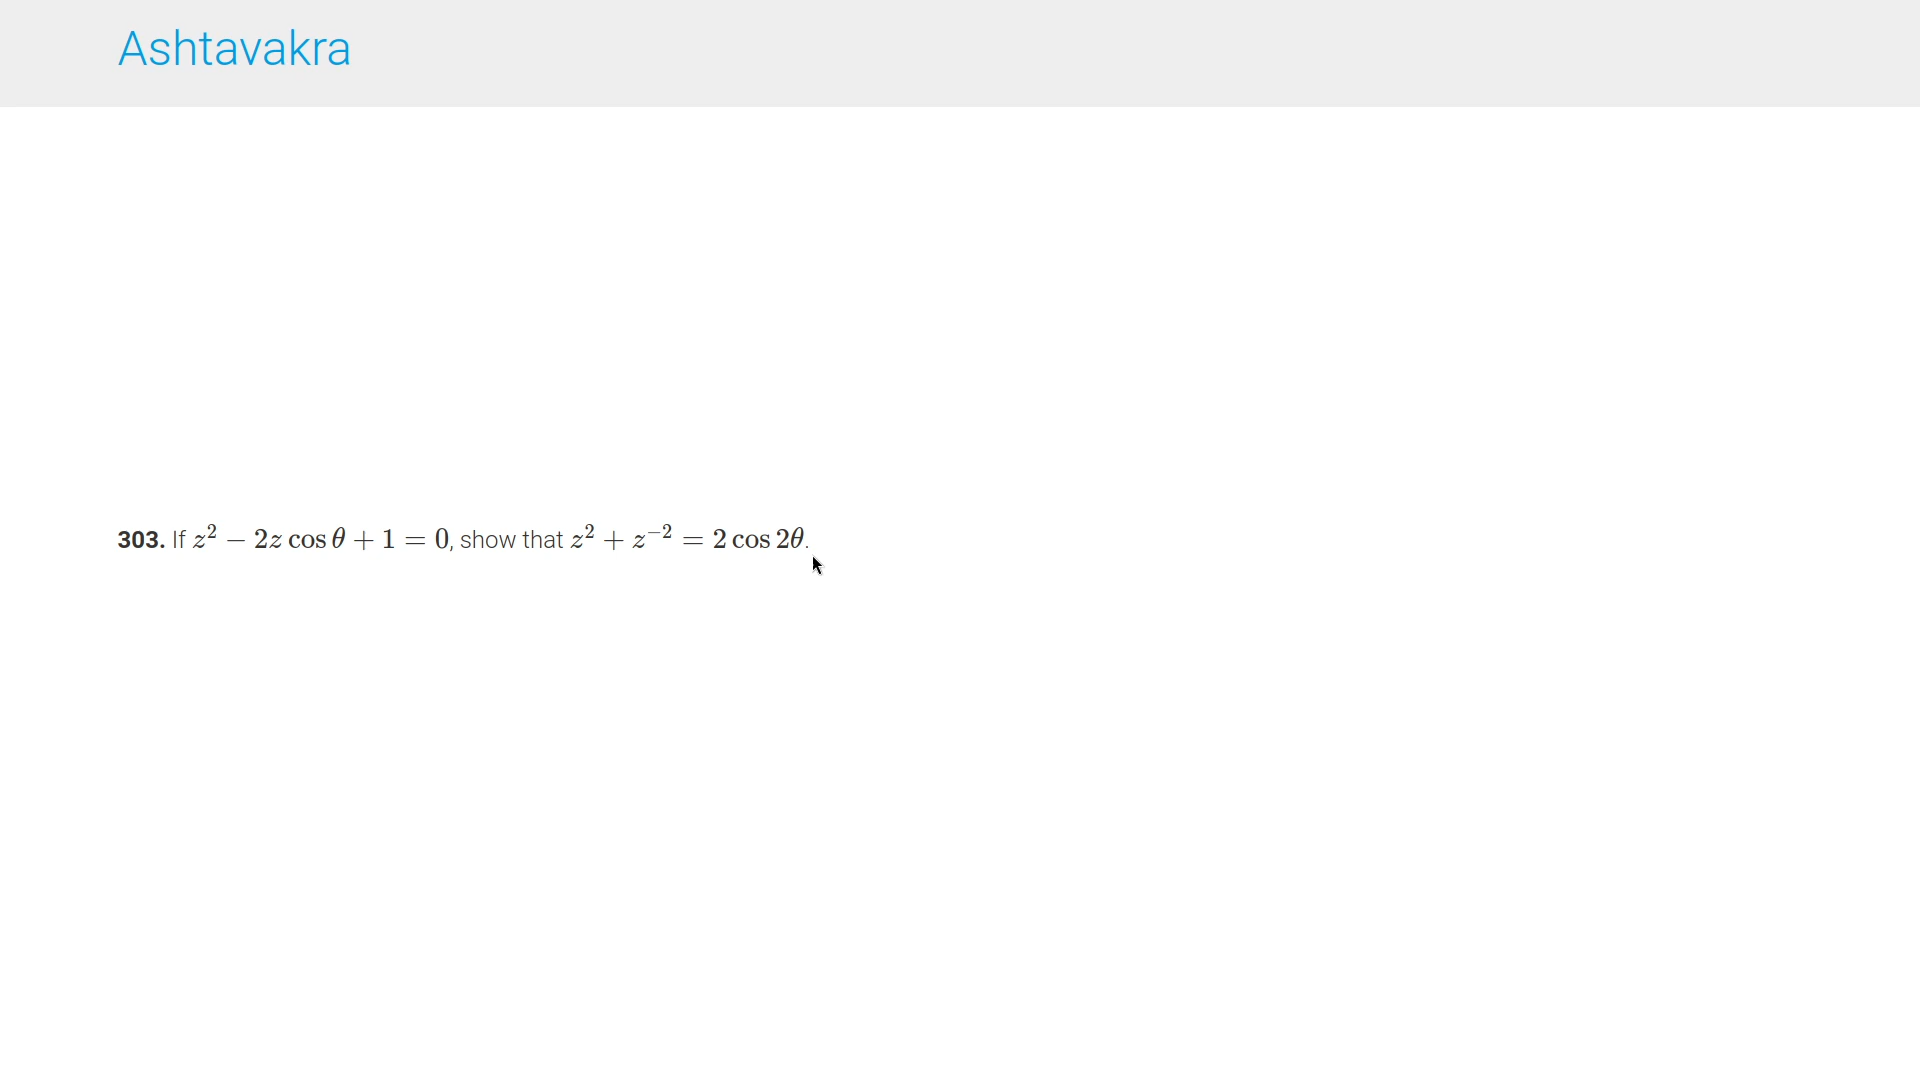 Ashtavakra
303. If z² − 2z cos θ + 1 = 0, show that z² + z⁻² = 2 cos 2θ.